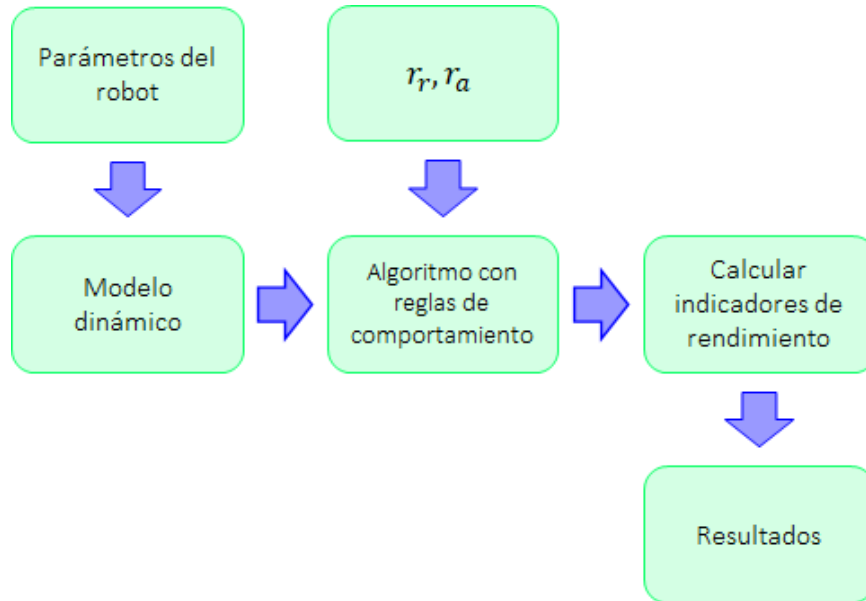 Parámetros del
robot
r_r, r_a
Modelo
dinámico
Algoritmo con
reglas de
comportamiento
Calcular
indicadores de
rendimiento
Resultados